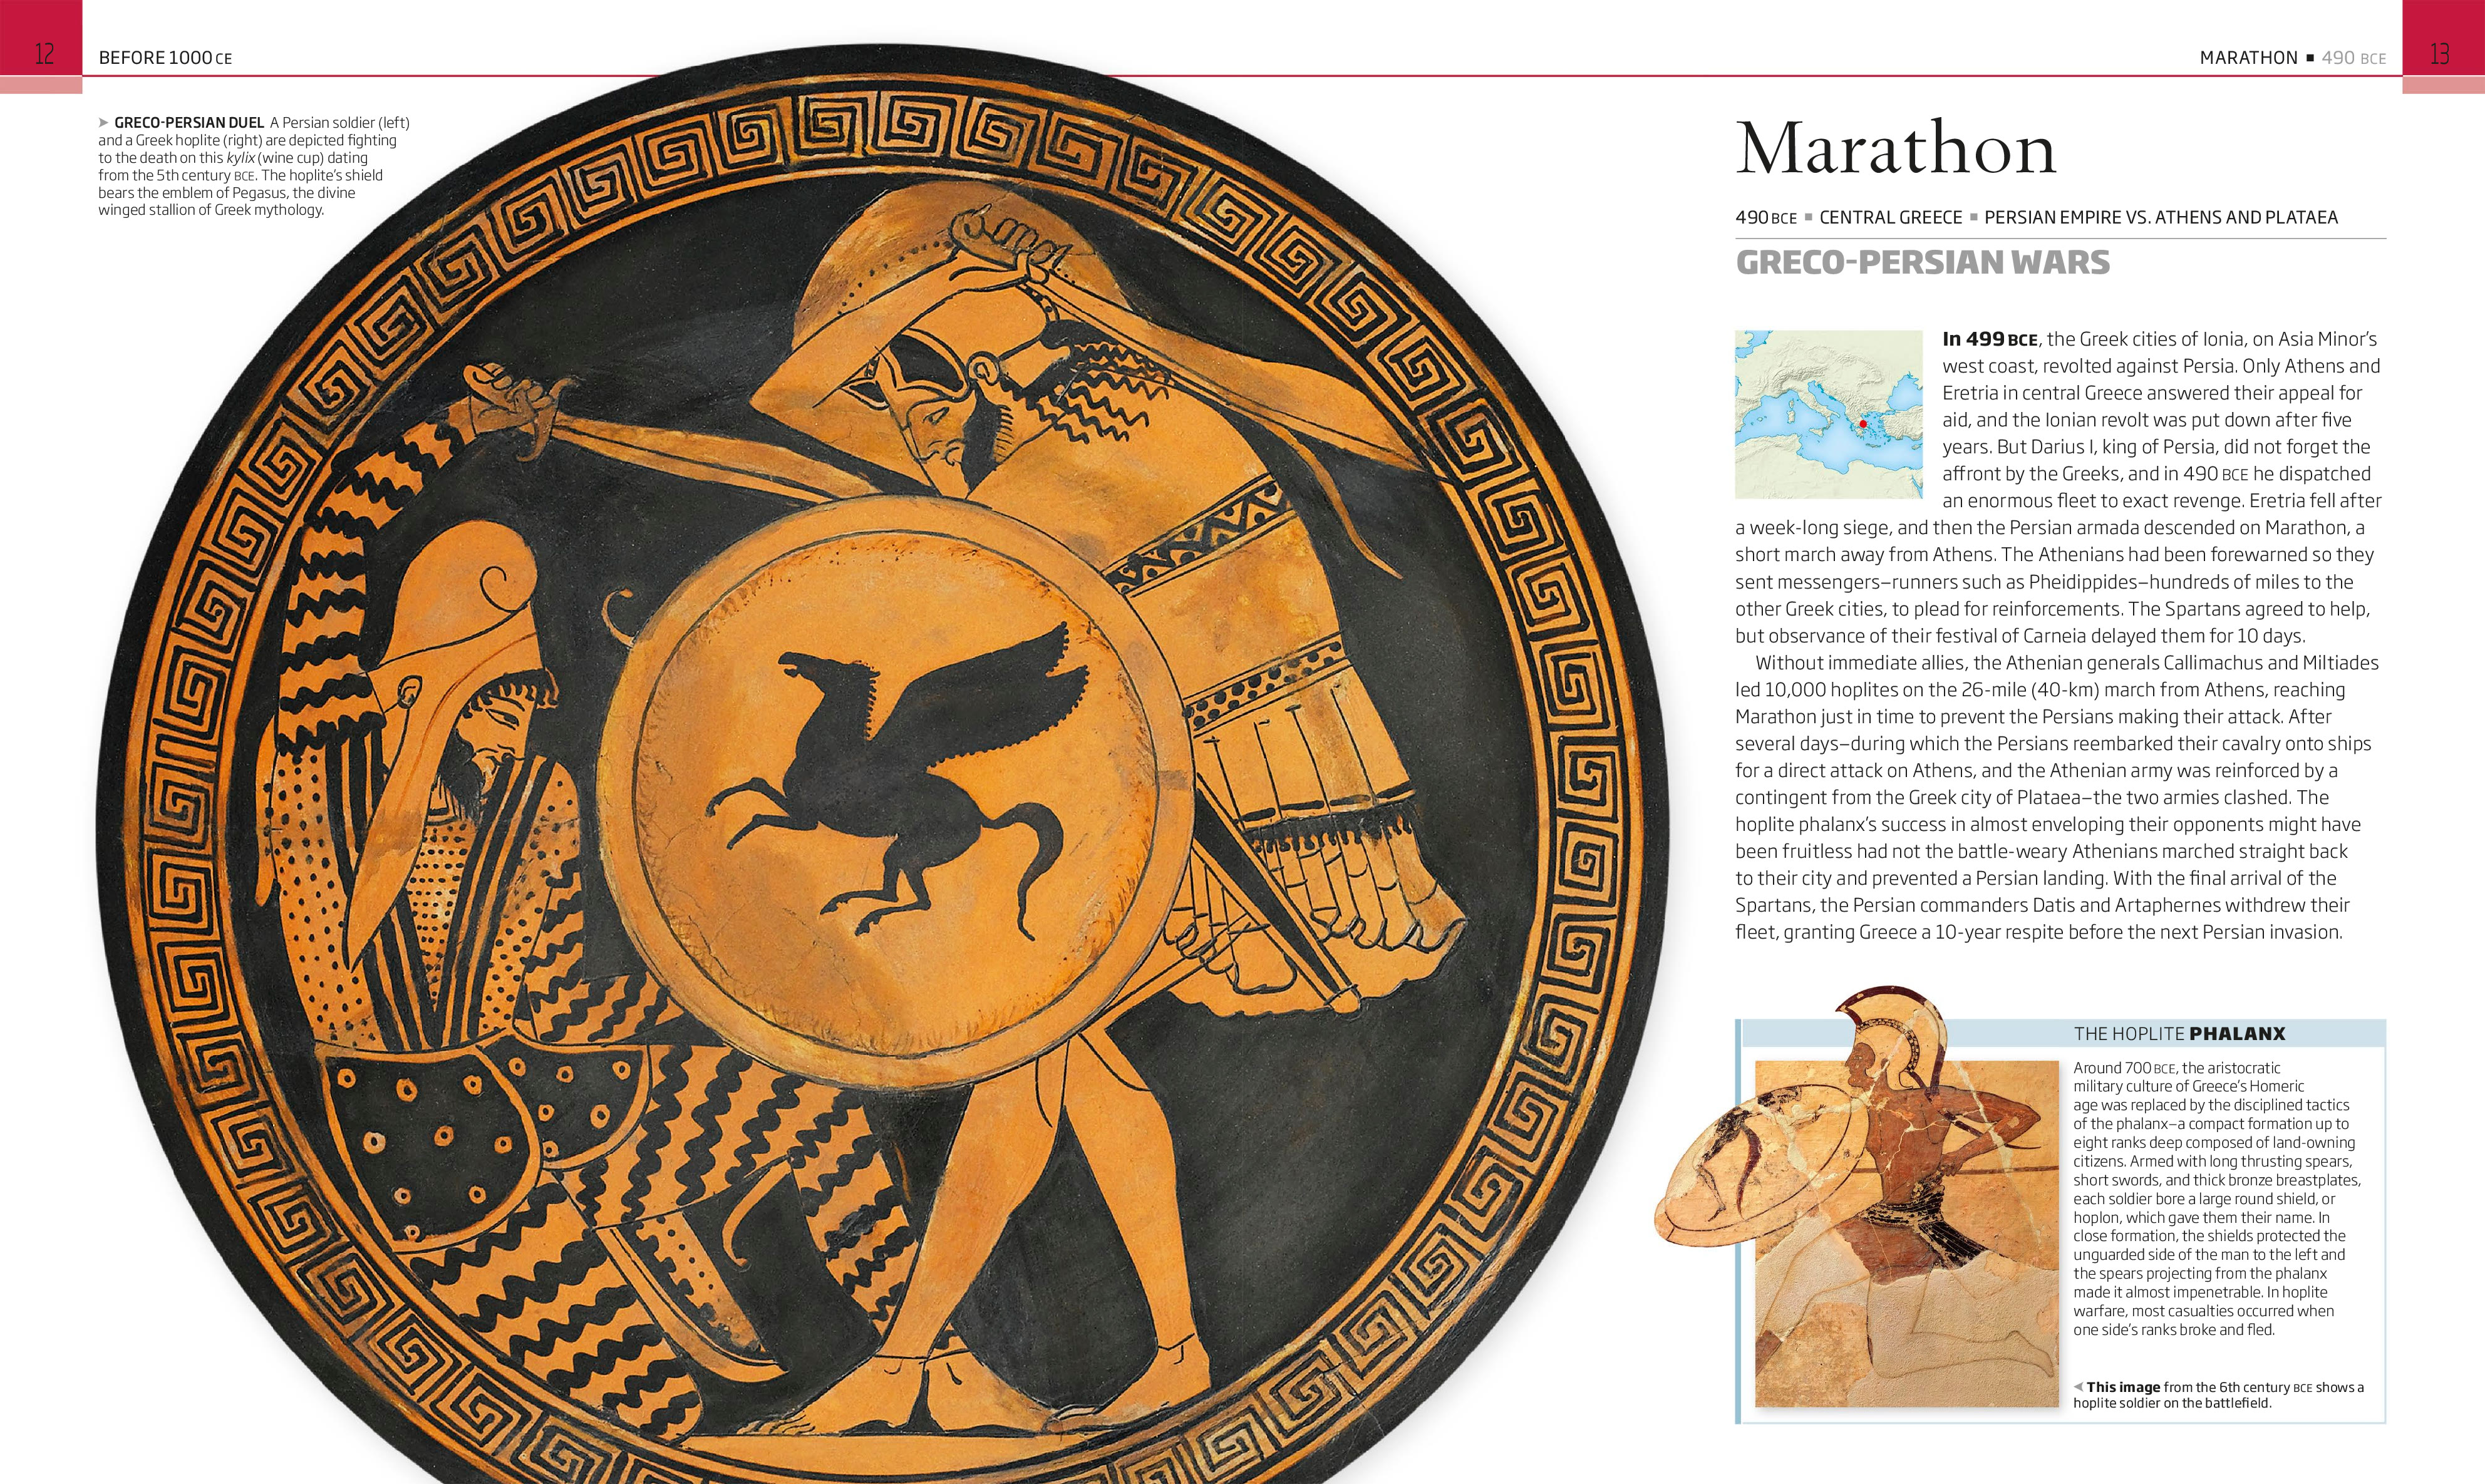 12
BEFORE 1000 CE
MARATHON ■ 490 BCE
13
➤ GRECO-PERSIAN DUEL A Persian soldier (left)
and a Greek hoplite (right) are depicted fighting
to the death on this kylix (wine cup) dating
from the 5th century BCE. The hoplite’s shield
bears the emblem of Pegasus, the divine
winged stallion of Greek mythology.
Marathon
490 BCE ■ CENTRAL GREECE ■ PERSIAN EMPIRE VS. ATHENS AND PLATAEA
GRECO-PERSIAN WARS
In 499 BCE, the Greek cities of Ionia, on Asia Minor’s
west coast, revolted against Persia. Only Athens and
Eretria in central Greece answered their appeal for
aid, and the Ionian revolt was put down after five
years. But Darius I, king of Persia, did not forget the
affront by the Greeks, and in 490 BCE he dispatched
an enormous fleet to exact revenge. Eretria fell after
a week-long siege, and then the Persian armada descended on Marathon, a
short march away from Athens. The Athenians had been forewarned so they
sent messengers—runners such as Pheidippides—hundreds of miles to the
other Greek cities, to plead for reinforcements. The Spartans agreed to help,
but observance of their festival of Carneia delayed them for 10 days.
Without immediate allies, the Athenian generals Callimachus and Miltiades
led 10,000 hoplites on the 26-mile (40-km) march from Athens, reaching
Marathon just in time to prevent the Persians making their attack. After
several days—during which the Persians reembarked their cavalry onto ships
for a direct attack on Athens, and the Athenian army was reinforced by a
contingent from the Greek city of Plataea—the two armies clashed. The
hoplite phalanx’s success in almost enveloping their opponents might have
been fruitless had not the battle-weary Athenians marched straight back
to their city and prevented a Persian landing. With the final arrival of the
Spartans, the Persian commanders Datis and Artaphernes withdrew their
fleet, granting Greece a 10-year respite before the next Persian invasion.
THE HOPLITE PHALANX
Around 700 BCE, the aristocratic
military culture of Greece’s Homeric
age was replaced by the disciplined tactics
of the phalanx—a compact formation up to
eight ranks deep composed of land-owning
citizens. Armed with long thrusting spears,
short swords, and thick bronze breastplates,
each soldier bore a large round shield, or
hoplon, which gave them their name. In
close formation, the shields protected the
unguarded side of the man to the left and
the spears projecting from the phalanx
made it almost impenetrable. In hoplite
warfare, most casualties occurred when
one side’s ranks broke and fled.
◄ This image from the 6th century BCE shows a
hoplite soldier on the battlefield.